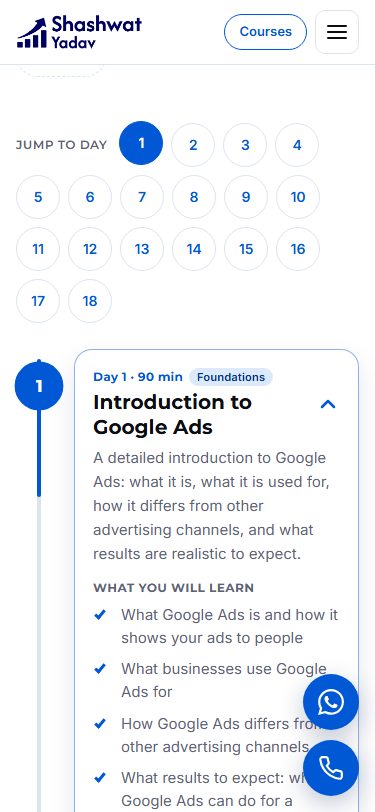 Shashwat
Yadav
Courses
JUMP TO DAY 1 2 3 4
5 6 7 8 9 10
11 12 13 14 15 16
17 18
1
Day 1 · 90 min Foundations
Introduction to
Google Ads
A detailed introduction to Google
Ads: what it is, what it is used for,
how it differs from other
advertising channels, and what
results are realistic to expect.
WHAT YOU WILL LEARN
What Google Ads is and how it
shows your ads to people
What businesses use Google
Ads for
How Google Ads differs from
other advertising channels
What results to expect:
Google Ads can do for a